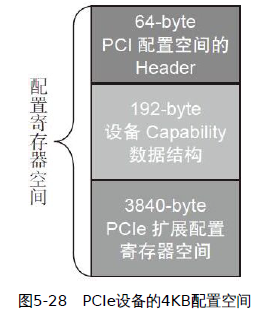 64-byte
PCI 配置空间的
Header
192-byte
设备 Capability
数据结构
3840-byte
PCIe 扩展配置
寄存器空间
配置寄存器空间
图5-28 PCIe设备的4KB配置空间